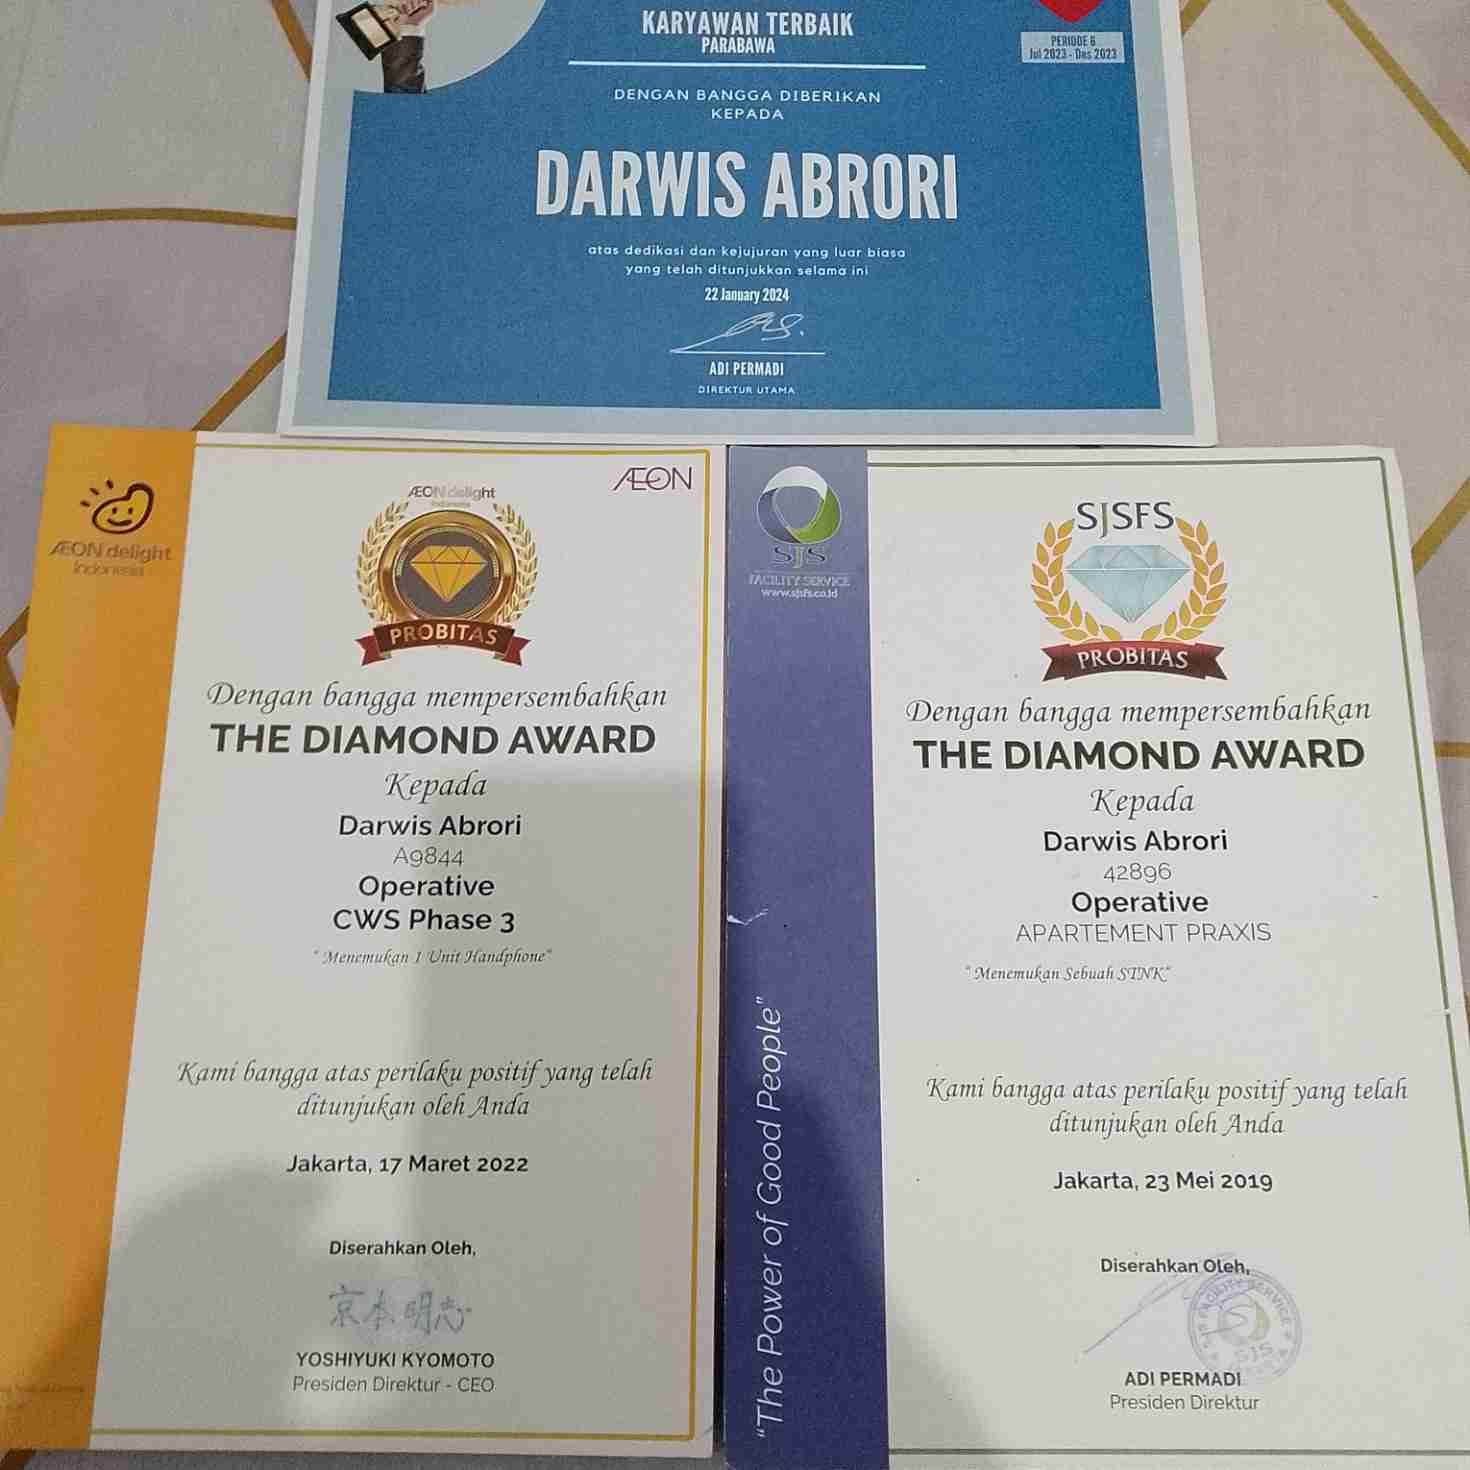 KARYAWAN TERBAIK
PARABAWA
PERIODE 6
Jul 2023 - Des 2023
DENGAN BANGGA DIBERIKAN
KEPADA
DARWIS ABRORI
atas dedikasi dan kejujuran yang luar biasa
yang telah ditunjukkan selama ini
22 January 2024
ADI PERMADI
DIREKTUR UTAMA
ÆON delight
Indonesia
ÆON delight
Indonesia
ÆON
PROBITAS
Dengan bangga mempersembahkan
THE DIAMOND AWARD
Kepada
Darwis Abrori
A9844
Operative
CWS Phase 3
" Menemukan 1 Unit Handphone"
Kami bangga atas perilaku positif yang telah
ditunjukan oleh Anda
Jakarta, 17 Maret 2022
Diserahkan Oleh,
京本明志
YOSHIYUKI KYOMOTO
Presiden Direktur - CEO
SJS
FACILITY SERVICE
www.sjsfs.co.id
"The Power of Good People"
SJSFS
PROBITAS
Dengan bangga mempersembahkan
THE DIAMOND AWARD
Kepada
Darwis Abrori
42896
Operative
APARTEMENT PRAXIS
" Menemukan Sebuah STNK"
Kami bangga atas perilaku positif yang telah
ditunjukan oleh Anda
Jakarta, 23 Mei 2019
Diserahkan Oleh,
SJS
ADI PERMADI
Presiden Direktur